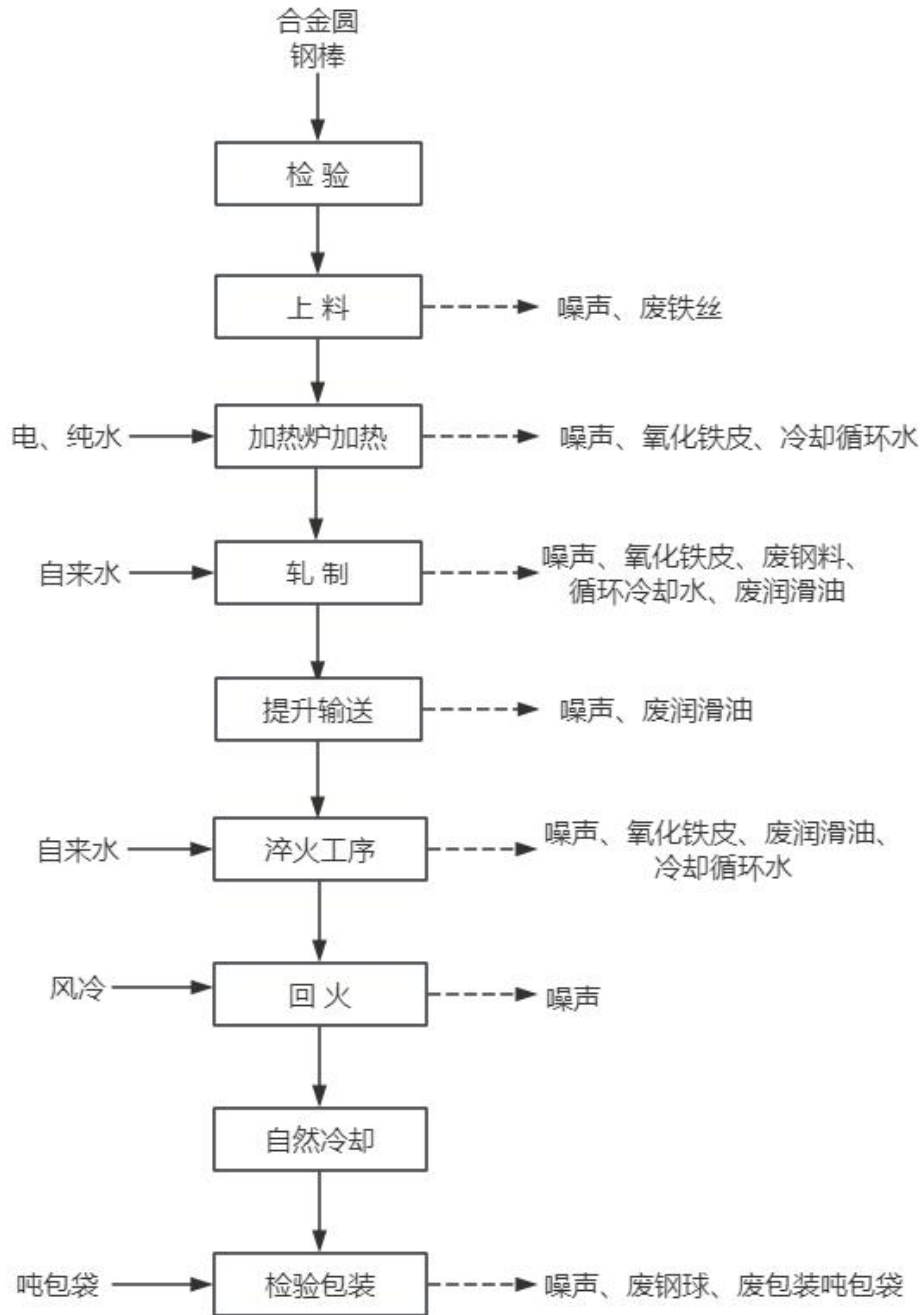 合金圆
钢棒
检 验
上 料
噪声、废铁丝
电、纯水
加热炉加热
噪声、氧化铁皮、冷却循环水
自来水
轧 制
噪声、氧化铁皮、废钢料、
循环冷却水、废润滑油
提升输送
噪声、废润滑油
自来水
淬火工序
噪声、氧化铁皮、废润滑油、
冷却循环水
风冷
回 火
噪声
自然冷却
吨包袋
检验包装
噪声、废钢球、废包装吨包袋